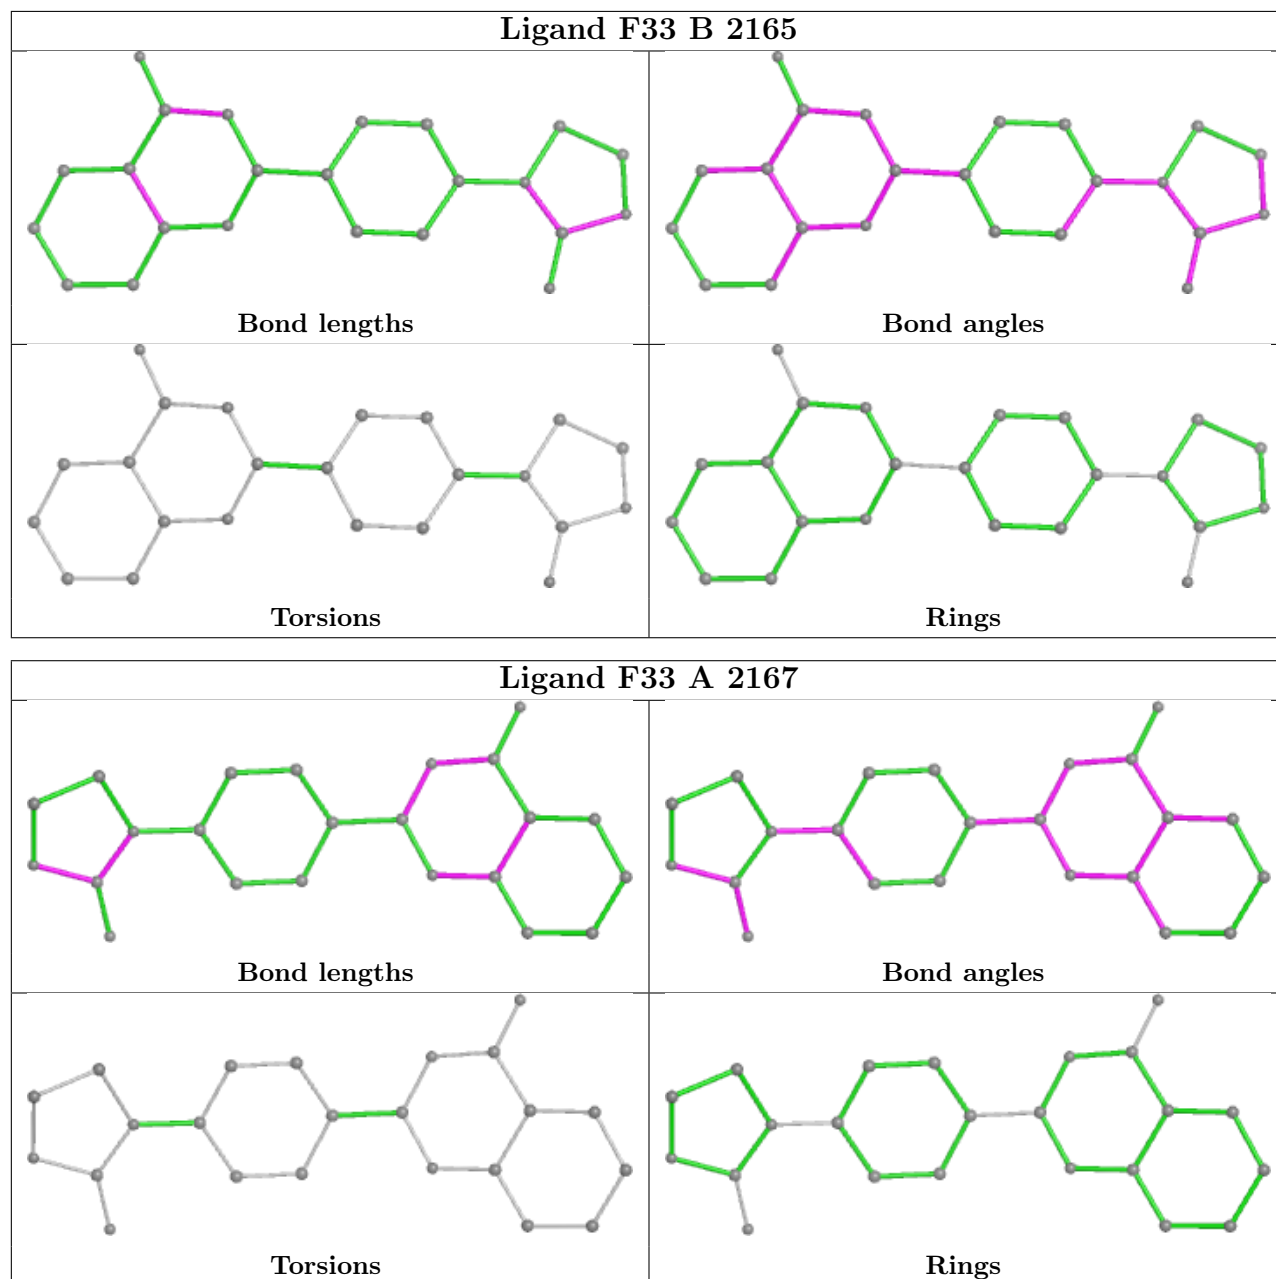 Ligand F33 B 2165
Bond lengths
Bond angles
Torsions
Rings
Ligand F33 A 2167
Bond lengths
Bond angles
Torsions
Rings